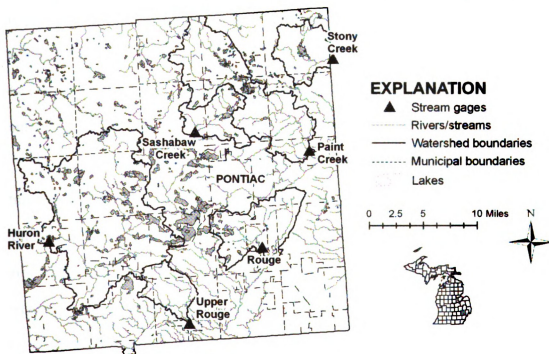 Stony
Creek
Sashabaw
Creek
Paint
Creek
PONTIAC
Huron
River
Rouge
Upper
Rouge
EXPLANATION
Stream gages
Rivers/streams
Watershed boundaries
Municipal boundaries
Lakes
0 2.5 5 10 Miles
N